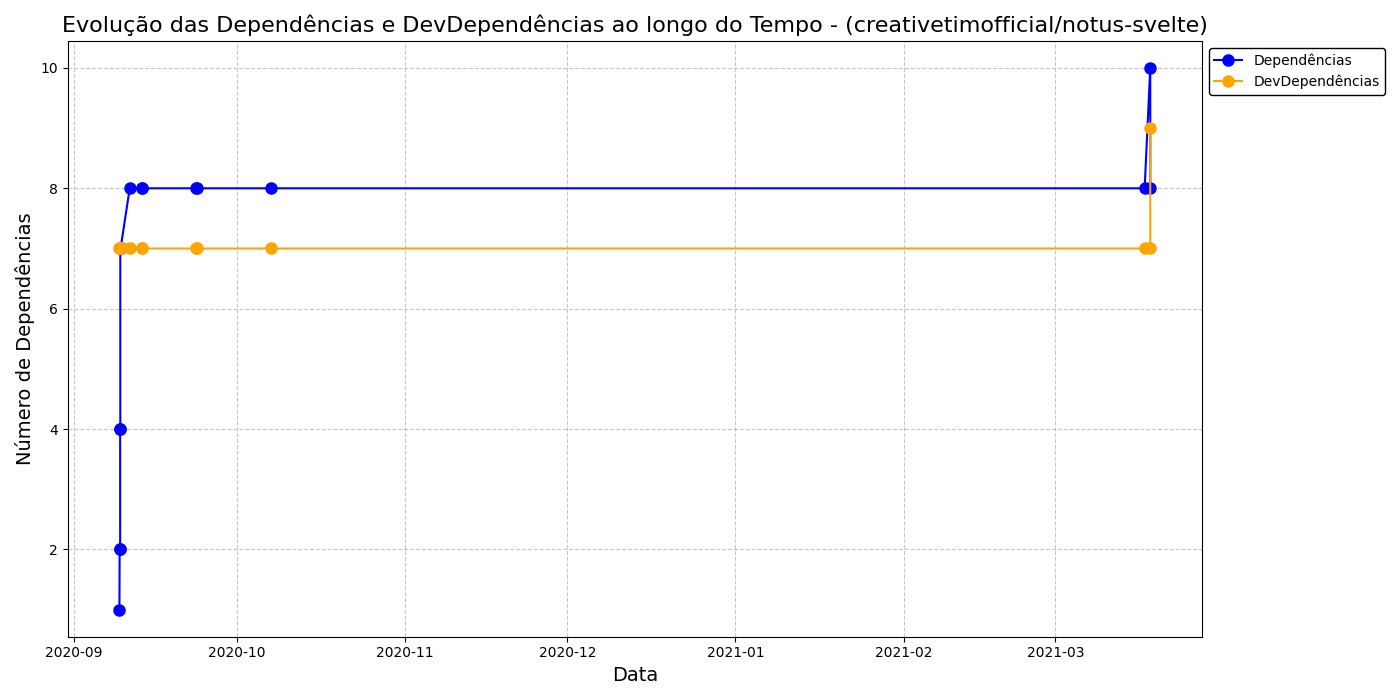 Evolução das Dependências e DevDependências ao longo do Tempo - (creativetimofficial/notus-svelte)
Dependências
DevDependências
Número de Dependências
10
8
6
4
2
2020-09
2020-10
2020-11
2020-12
2021-01
2021-02
2021-03
Data